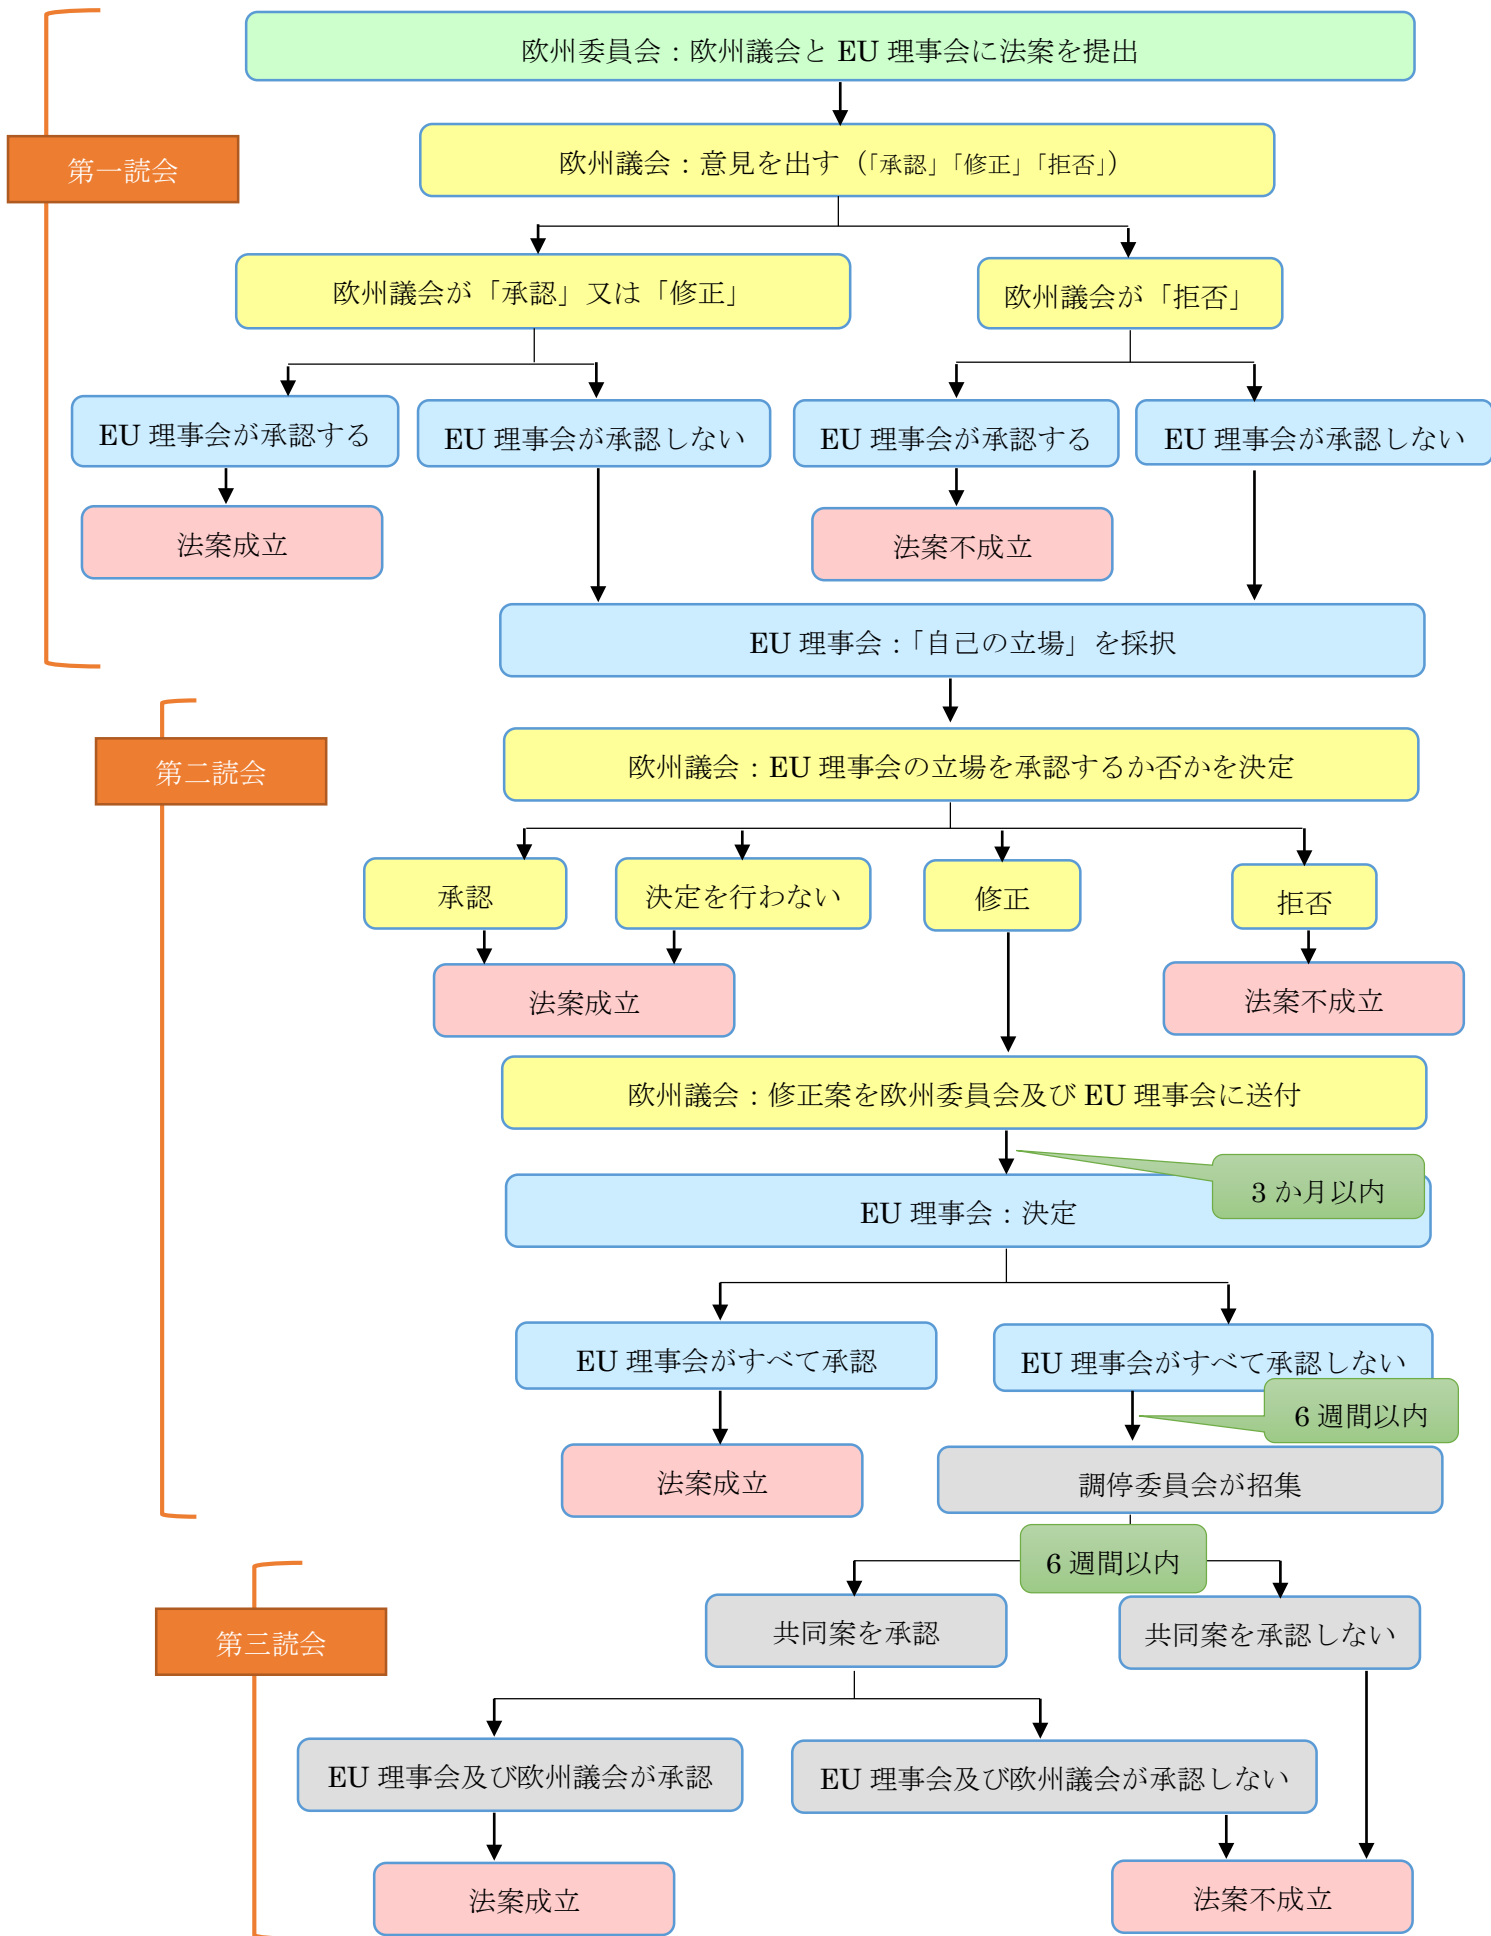 欧州委員会：欧州議会と EU 理事会に法案を提出
第一読会
欧州議会：意見を出す（「承認」「修正」「拒否」）
欧州議会が「承認」又は「修正」
欧州議会が「拒否」
EU 理事会が承認する
EU 理事会が承認しない
EU 理事会が承認する
EU 理事会が承認しない
法案成立
法案不成立
EU 理事会：「自己の立場」を採択
第二読会
欧州議会：EU 理事会の立場を承認するか否かを決定
承認
決定を行わない
修正
拒否
法案成立
法案不成立
欧州議会：修正案を欧州委員会及び EU 理事会に送付
3 か月以内
EU 理事会：決定
EU 理事会がすべて承認
EU 理事会がすべて承認しない
6 週間以内
法案成立
調停委員会が招集
6 週間以内
第三読会
共同案を承認
共同案を承認しない
EU 理事会及び欧州議会が承認
EU 理事会及び欧州議会が承認しない
法案成立
法案不成立